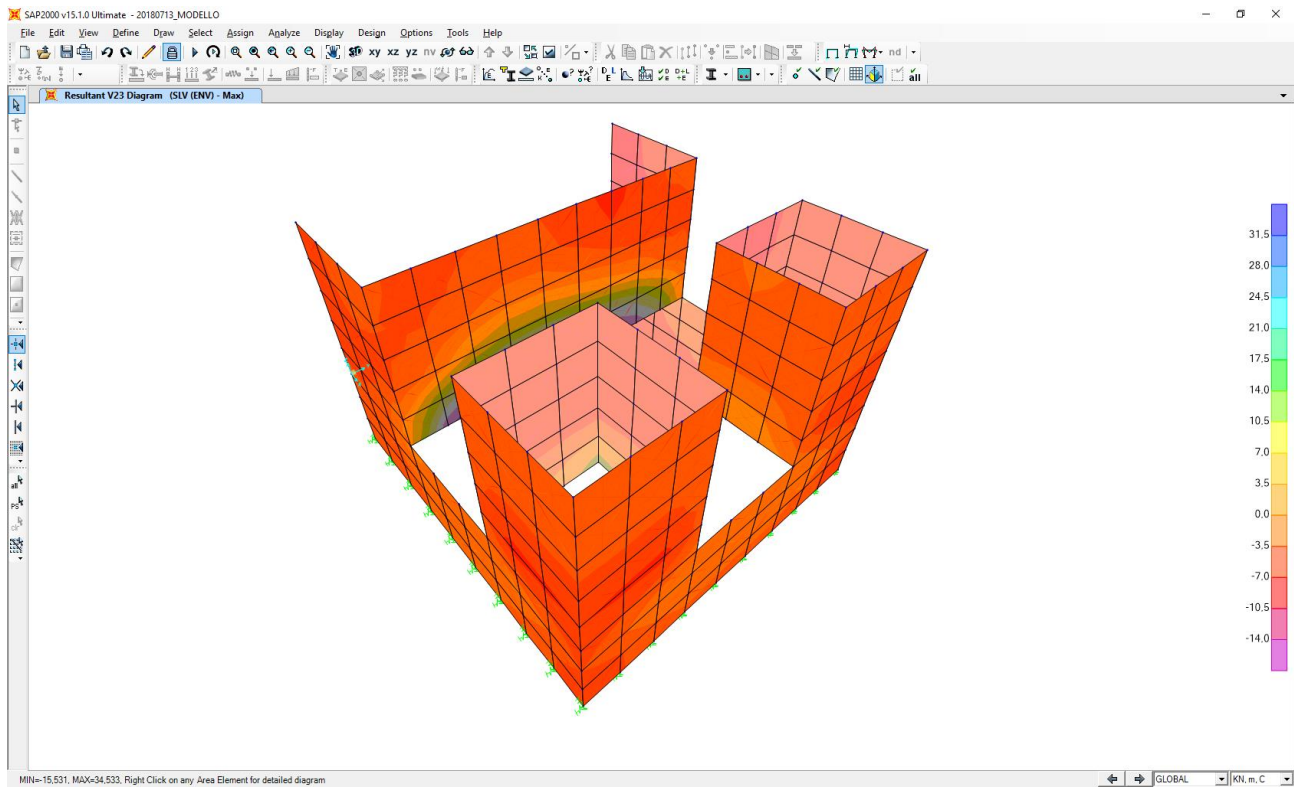 SAP2000 v15.1.0 Ultimate - 20180713_MODELLO
File Edit View Define Draw Select Assign Analyze Display Design Options Tools Help
3D xy xz yz nv nd
all
Resultant V23 Diagram (SLV (ENV) - Max)
31.5
28.0
24.5
21.0
17.5
14.0
10.5
7.0
3.5
0.0
-3.5
-7.0
-10.5
-14.0
all
PS
clr
MIN=-15,531, MAX=34,533, Right Click on any Area Element for detailed diagram
GLOBAL
KN, m, C